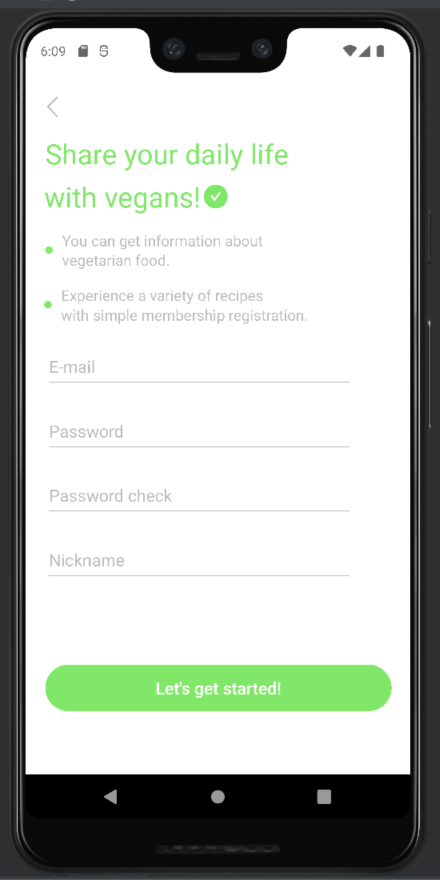 6:09
Share your daily life
with vegans!
You can get information about
vegetarian food.
Experience a variety of recipes
with simple membership registration.
E-mail
Password
Password check
Nickname
Let's get started!